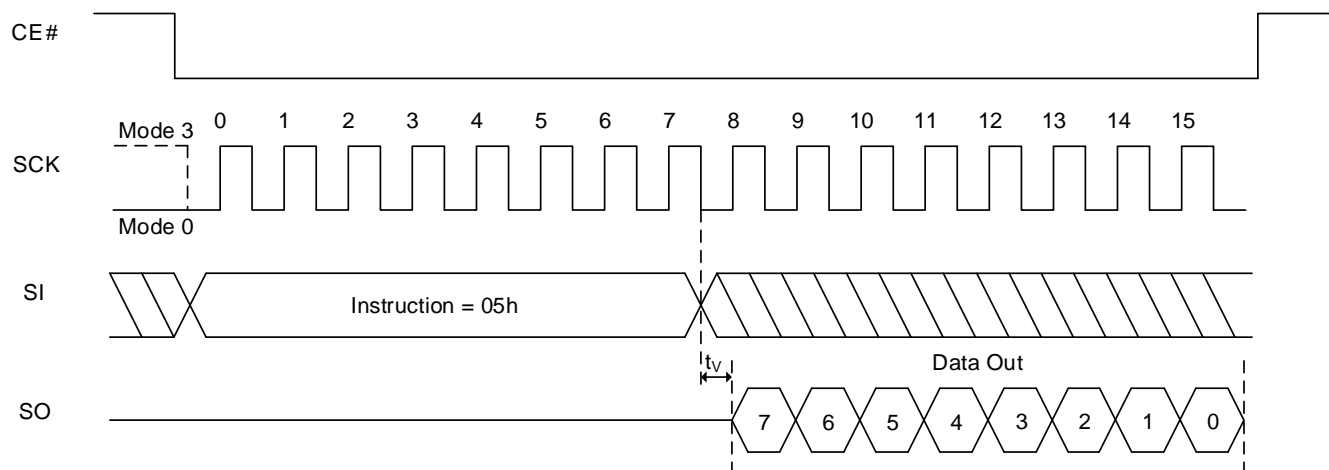 CE#
0 1 2 3 4 5 6 7 8 9 10 11 12 13 14 15
Mode 3
SCK
Mode 0
SI
Instruction = 05h
tV
Data Out
SO
7 6 5 4 3 2 1 0